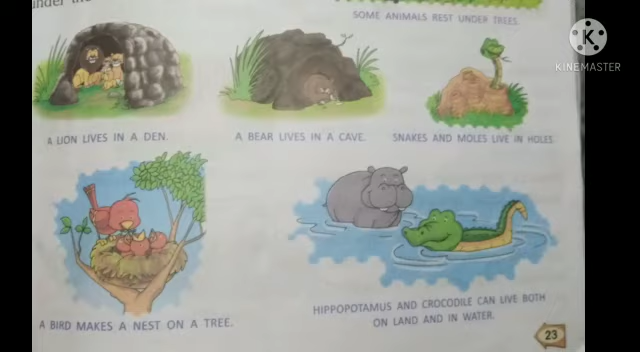 SOME ANIMALS REST UNDER TREES.
K
KINEMASTER
A LION LIVES IN A DEN.
A BEAR LIVES IN A CAVE.
SNAKES AND MOLES LIVE IN HOLES.
A BIRD MAKES A NEST ON A TREE.
HIPPOPOTAMUS AND CROCODILE CAN LIVE BOTH
ON LAND AND IN WATER.
23